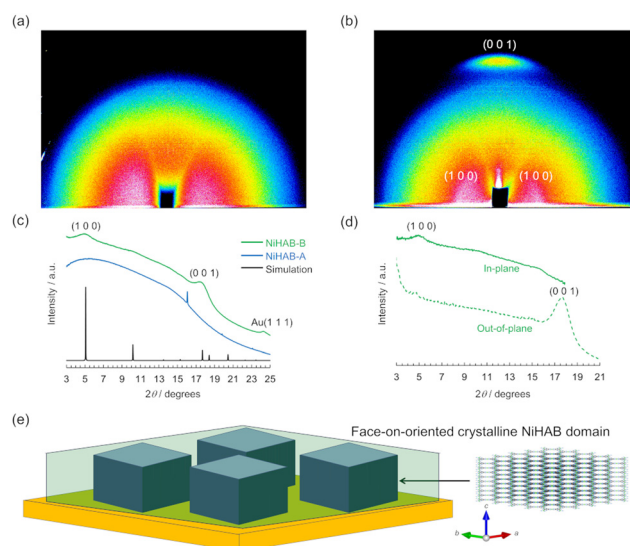 (a)
(b)
(0 0 1)
(1 0 0)
(1 0 0)
(c)
(d)
(1 0 0)
NiHAB-B
NiHAB-A
Simulation
(0 0 1)
Au(1 1 1)
Intensity / a.u.
3 5 7 9 11 13 15 17 19 21 23 25
2θ / degrees
(1 0 0)
In-plane
(0 0 1)
Out-of-plane
Intensity / a.u.
3 5 7 9 11 13 15 17 19 21
2θ / degrees
(e)
Face-on-oriented crystalline NiHAB domain
c
b
a